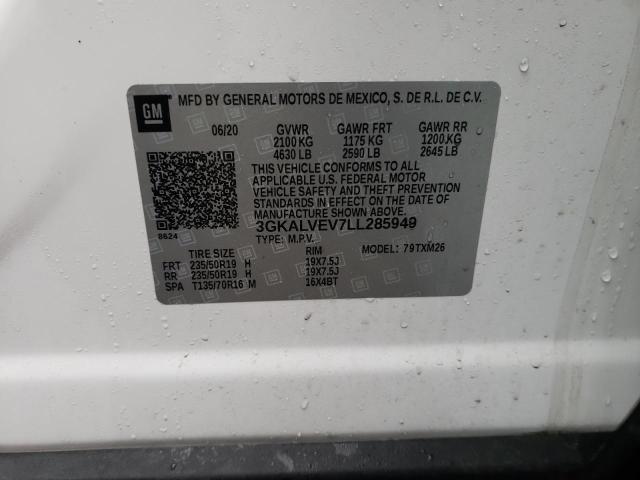 GM MFD BY GENERAL MOTORS DE MEXICO, S. DE R.L. DE C.V.
06/20 GVWR GAWR FRT GAWR RR
2100 KG 1175 KG 1200 KG
4630 LB 2590 LB 2645 LB
THIS VEHICLE CONFORMS TO ALL
APPLICABLE U.S. FEDERAL MOTOR
VEHICLE SAFETY AND THEFT PREVENTION
STANDARDS IN EFFECT ON THE DATE OF
MANUFACTURE SHOWN ABOVE.
8624 3GKALVEV7LL285949
TYPE: M.P.V. MODEL: 79TXM26
TIRE SIZE RIM
FRT 235/50R19 H 19X7.5J
RR 235/50R19 H 19X7.5J
SPA T135/70R16 M 16X4BT